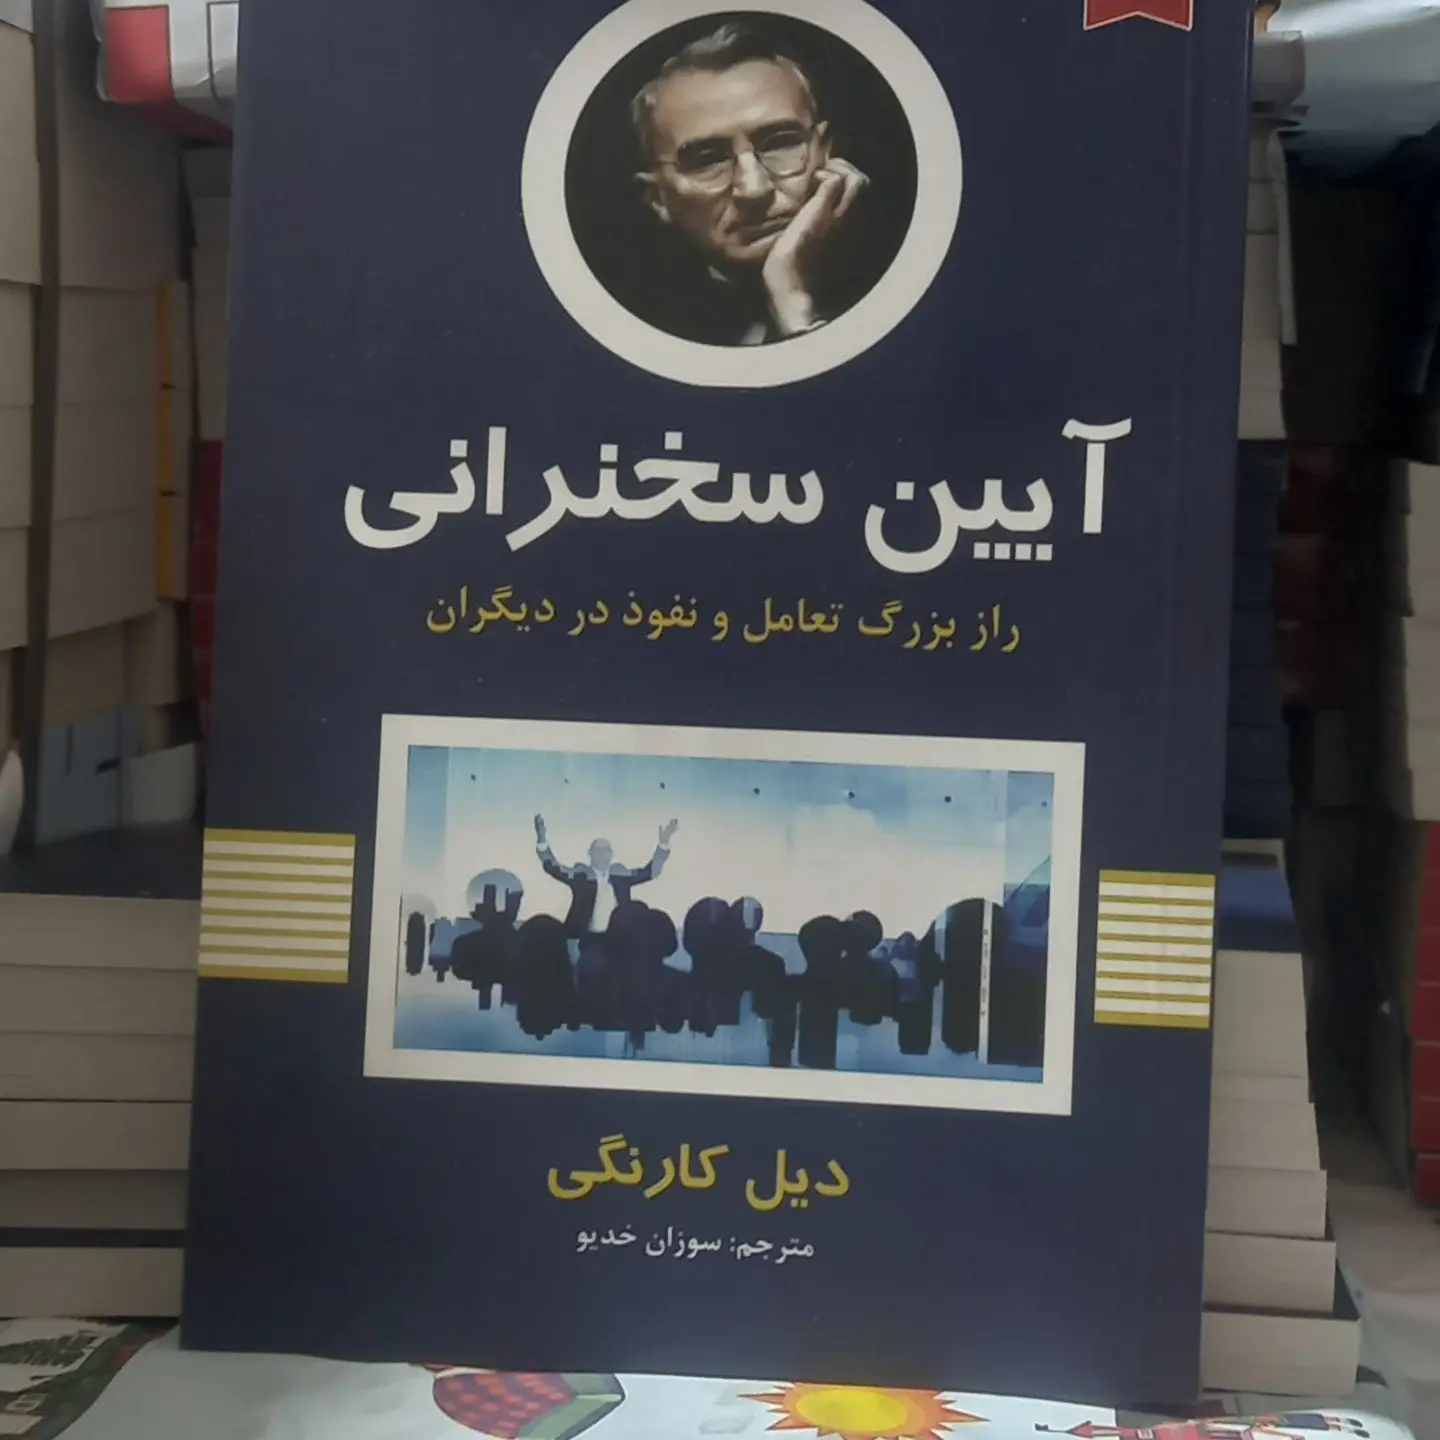 آیین سخنرانی
راز بزرگ تعامل و نفوذ در دیگران
دیل کارنگی
مترجم: سوزان خدیو